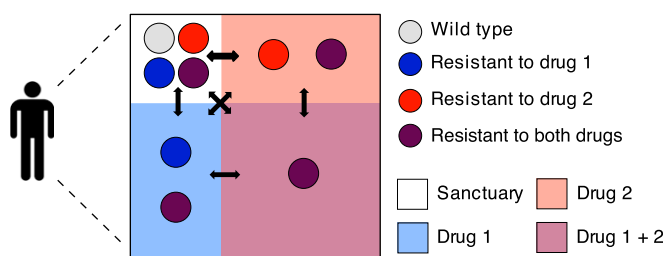 Wild type
Resistant to drug 1
Resistant to drug 2
Resistant to both drugs
Sanctuary
Drug 2
Drug 1
Drug 1 + 2